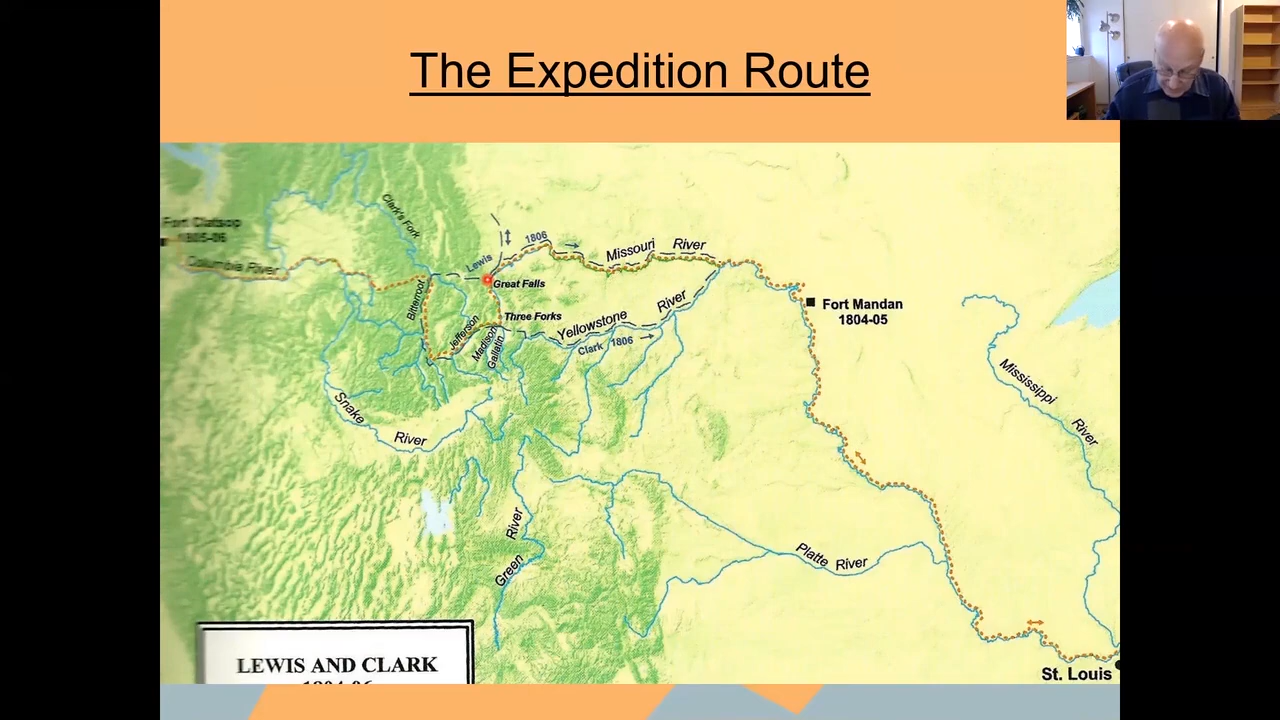 The Expedition Route
Fort Clatsop
1805-06
Columbia River
Clark's Fork
Bitterroot
Lewis
1806
Missouri River
Great Falls
Three Forks
Jefferson
Madison
Gallatin
Yellowstone River
Clark 1806
Fort Mandan
1804-05
Mississippi River
Snake River
Green River
Platte River
St. Louis
LEWIS AND CLARK
1804-06